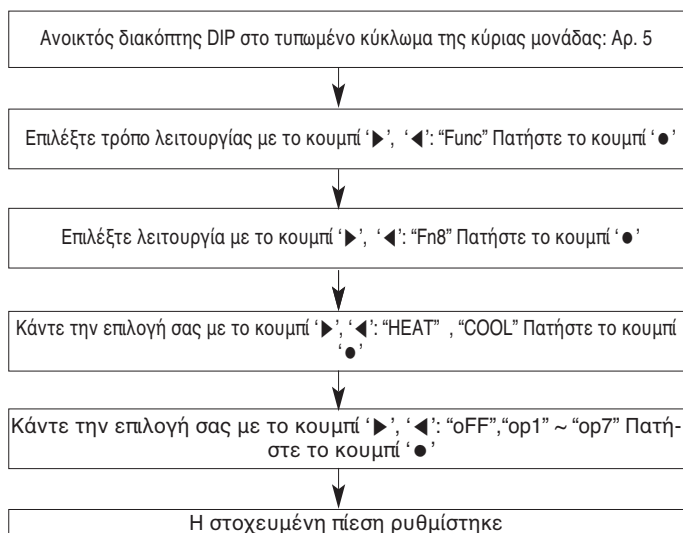 Ανοικτός διακόπτης DIP στο τυπωμένο κύκλωμα της κύριας μονάδας: Αρ. 5
Επιλέξτε τρόπο λειτουργίας με το κουμπί ‘▶’, ‘◀’: “Func” Πατήστε το κουμπί ‘●’
Επιλέξτε λειτουργία με το κουμπί ‘▶’, ‘◀’: “Fn8” Πατήστε το κουμπί ‘●’
Κάντε την επιλογή σας με το κουμπί ‘▶’, ‘◀’: “HEAT” , “COOL” Πατήστε το κουμπί
‘●’
Κάντε την επιλογή σας με το κουμπί ‘▶’, ‘◀’: “oFF”,“op1” ~ “op7” Πατή-
στε το κουμπί ‘●’
Η στοχευμένη πίεση ρυθμίστηκε